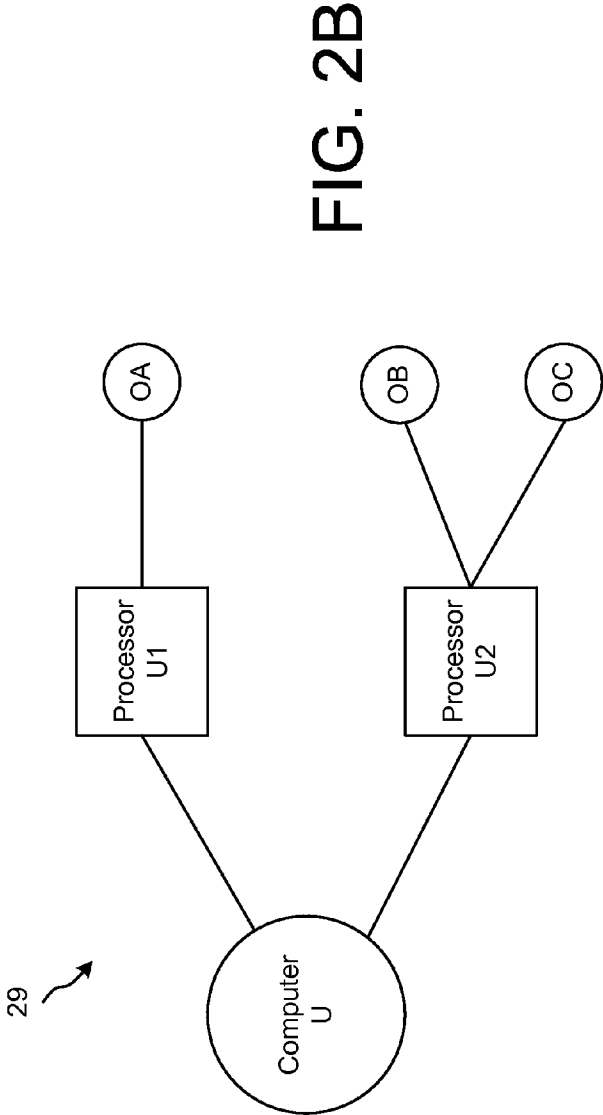 29
Computer
U
Processor
U1
Processor
U2
OA
OB
OC
FIG. 2B